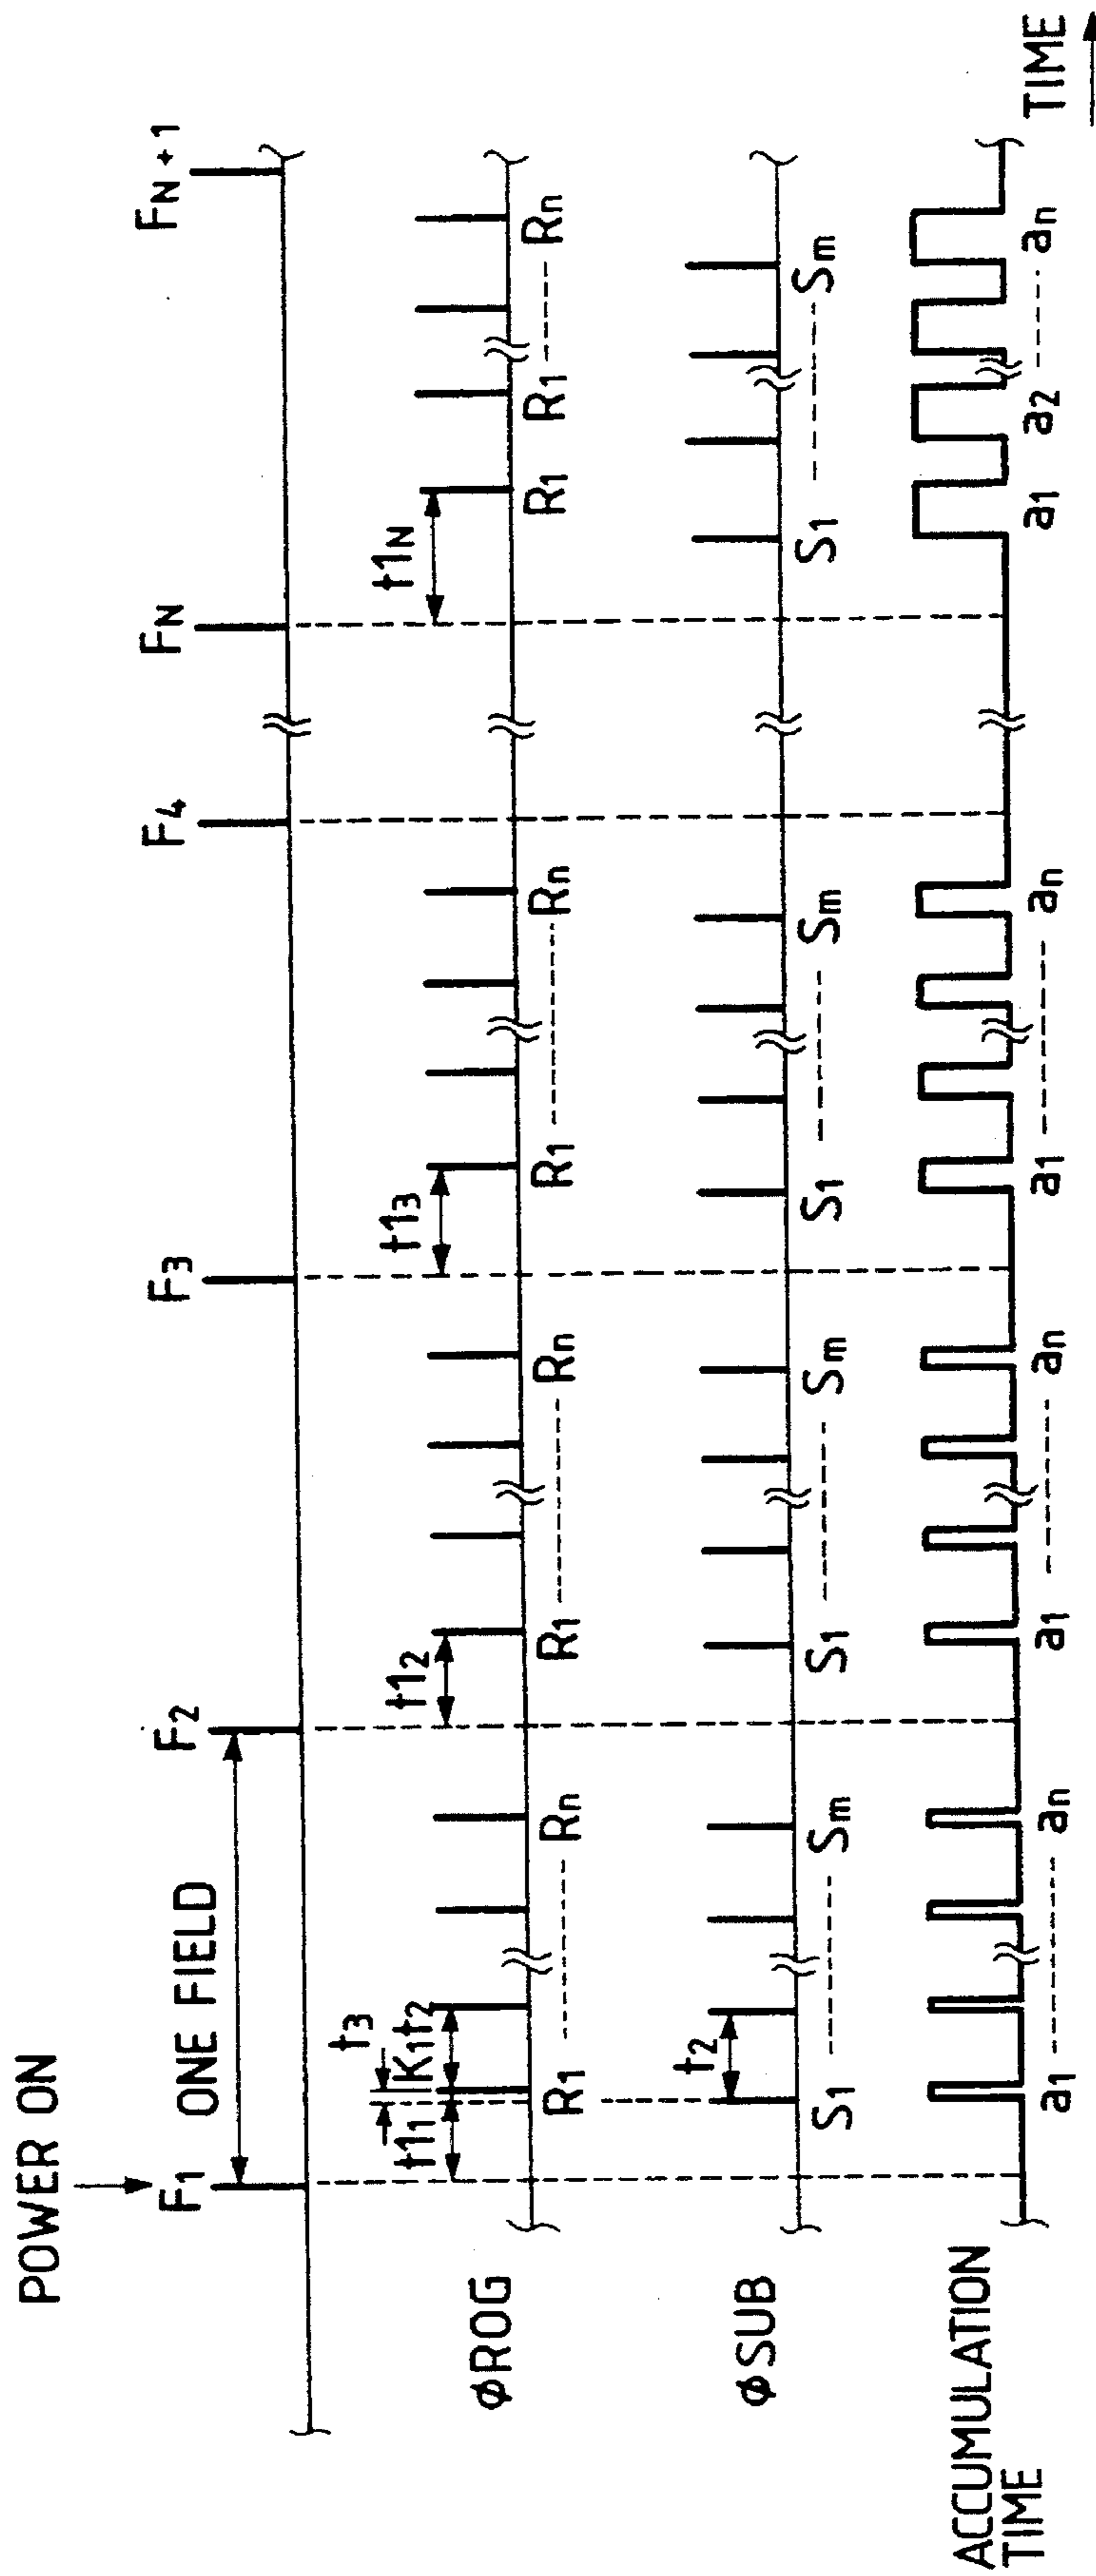 POWER ON
F1 F2 F3 F4 FN FN+1
ONE FIELD
øROG
t11 t3 K1t2 t12 t13 t1N
R1 Rn R1 Rn R1 Rn R1 R1 Rn
øSUB
t2
S1 Sm S1 Sm S1 Sm S1 Sm
ACCUMULATION
TIME
a1 an a1 an a1 an a1 a2 an
TIME